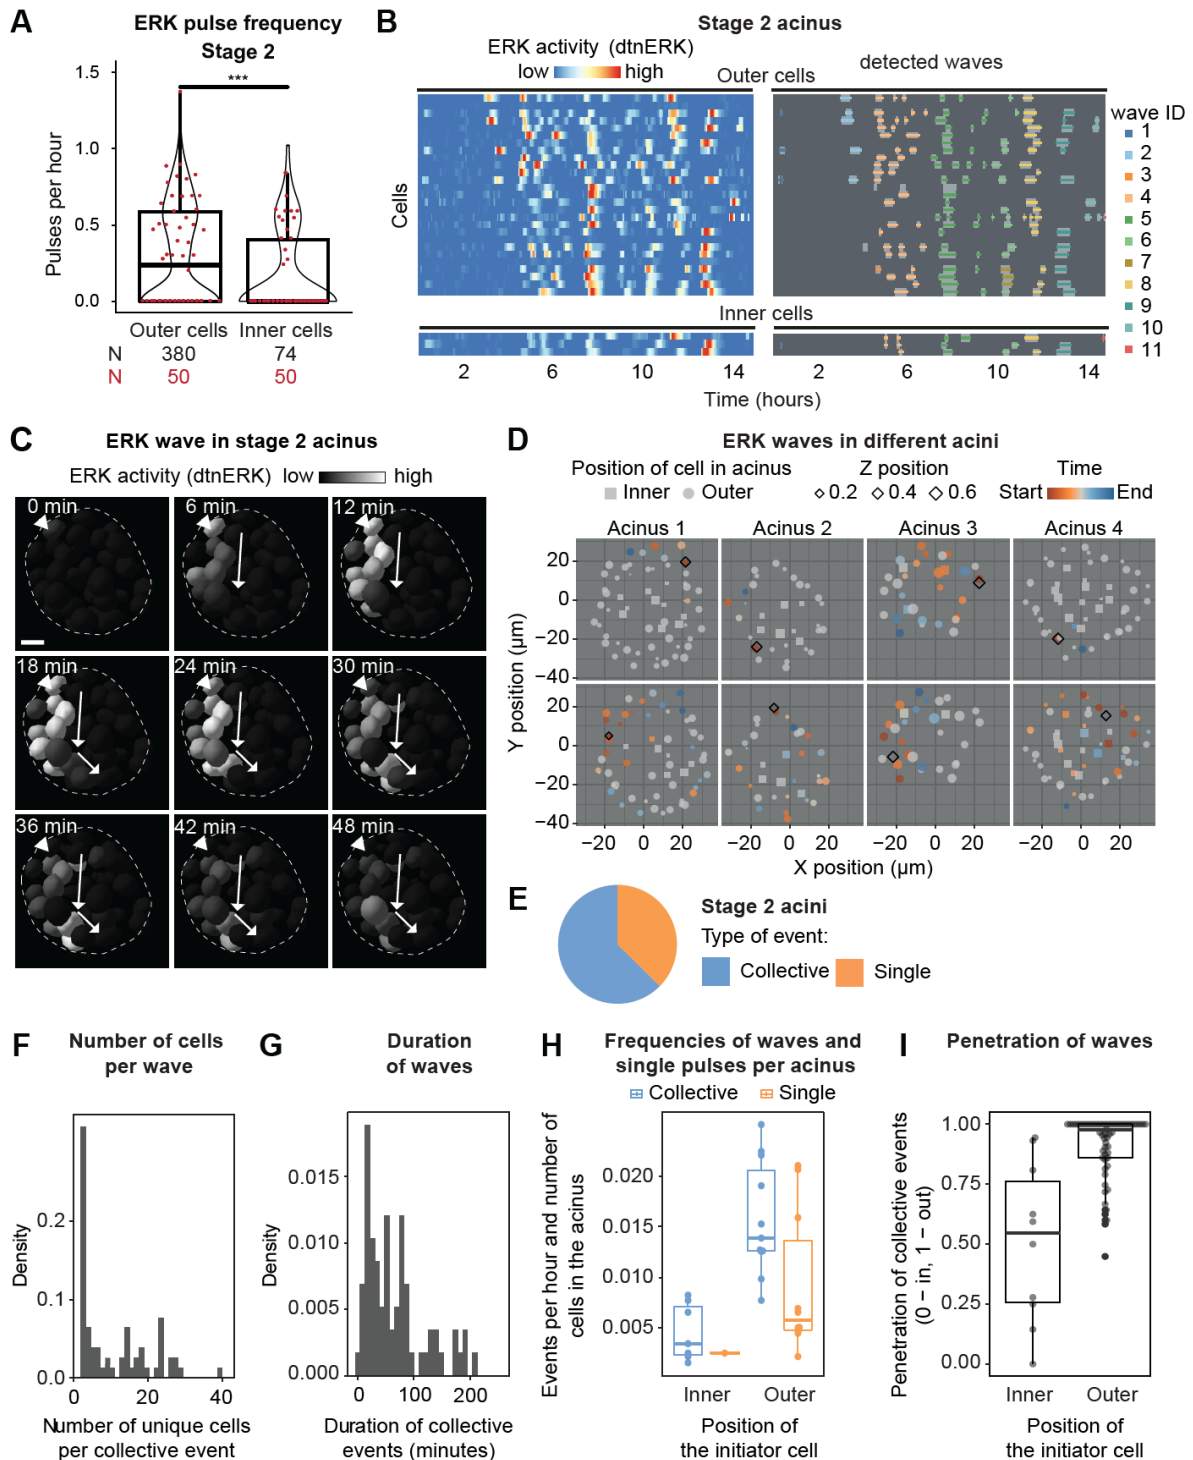 A
ERK pulse frequency
Stage 2
***
Pulses per hour
1.5
1.0
0.5
0.0
Outer cells Inner cells
N 380 74
N 50 50
B
Stage 2 acinus
ERK activity (dtnERK)
low high
Outer cells
detected waves
Cells
Inner cells
2 6 10 14
2 6 10 14
Time (hours)
wave ID
1
2
3
4
5
6
7
8
9
10
11
C
ERK wave in stage 2 acinus
ERK activity (dtnERK) low high
0 min 6 min 12 min
18 min 24 min 30 min
36 min 42 min 48 min
D
ERK waves in different acini
Position of cell in acinus
Inner Outer
Z position
0.2 0.4 0.6
Time
Start End
Acinus 1 Acinus 2 Acinus 3 Acinus 4
Y position (µm)
20
0
−20
−40
20
0
−20
−40
−20 0 20 −20 0 20 −20 0 20 −20 0 20
X position (µm)
E
Stage 2 acini
Type of event:
Collective Single
F
Number of cells
per wave
Density
0.2
0.1
0.0
0 20 40
Number of unique cells
per collective event
G
Duration
of waves
Density
0.015
0.010
0.005
0.000
0 100 200
Duration of collective
events (minutes)
H
Frequencies of waves and
single pulses per acinus
Collective Single
Events per hour and number of
cells in the acinus
0.020
0.015
0.010
0.005
Inner Outer
Position of
the initiator cell
I
Penetration of waves
Penetration of collective events
(0 − in, 1 − out)
1.00
0.75
0.50
0.25
0.00
Inner Outer
Position of
the initiator cell